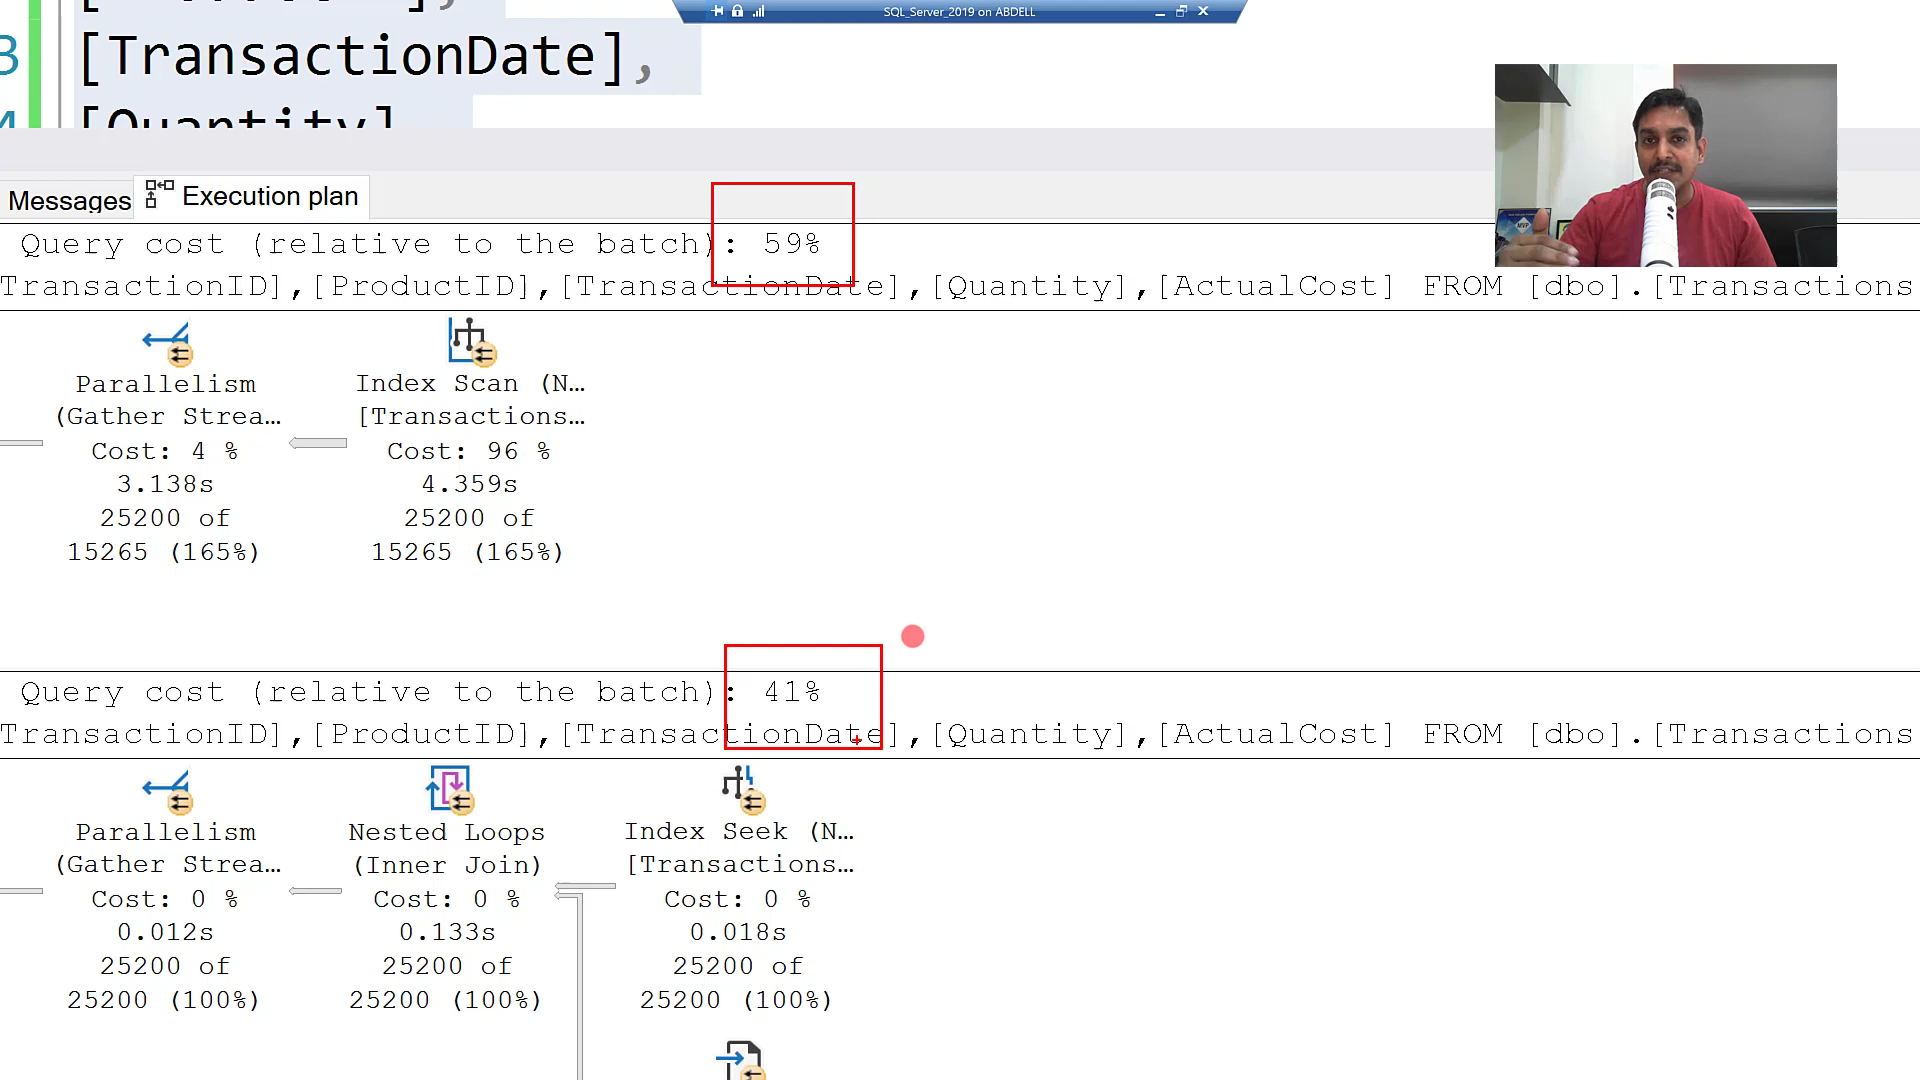 SQL_Server_2019 on ABDELL
3
[TransactionDate],
4
[Quantity]
Messages
Execution plan
Query cost (relative to the batch): 59%
TransactionID],[ProductID],[TransactionDate],[Quantity],[ActualCost] FROM [dbo].[Transactions
Parallelism
(Gather Strea…
Cost: 4 %
3.138s
25200 of
15265 (165%)
Index Scan (N…
[Transactions…
Cost: 96 %
4.359s
25200 of
15265 (165%)
Query cost (relative to the batch): 41%
TransactionID],[ProductID],[TransactionDate],[Quantity],[ActualCost] FROM [dbo].[Transactions
Parallelism
(Gather Strea…
Cost: 0 %
0.012s
25200 of
25200 (100%)
Nested Loops
(Inner Join)
Cost: 0 %
0.133s
25200 of
25200 (100%)
Index Seek (N…
[Transactions…
Cost: 0 %
0.018s
25200 of
25200 (100%)